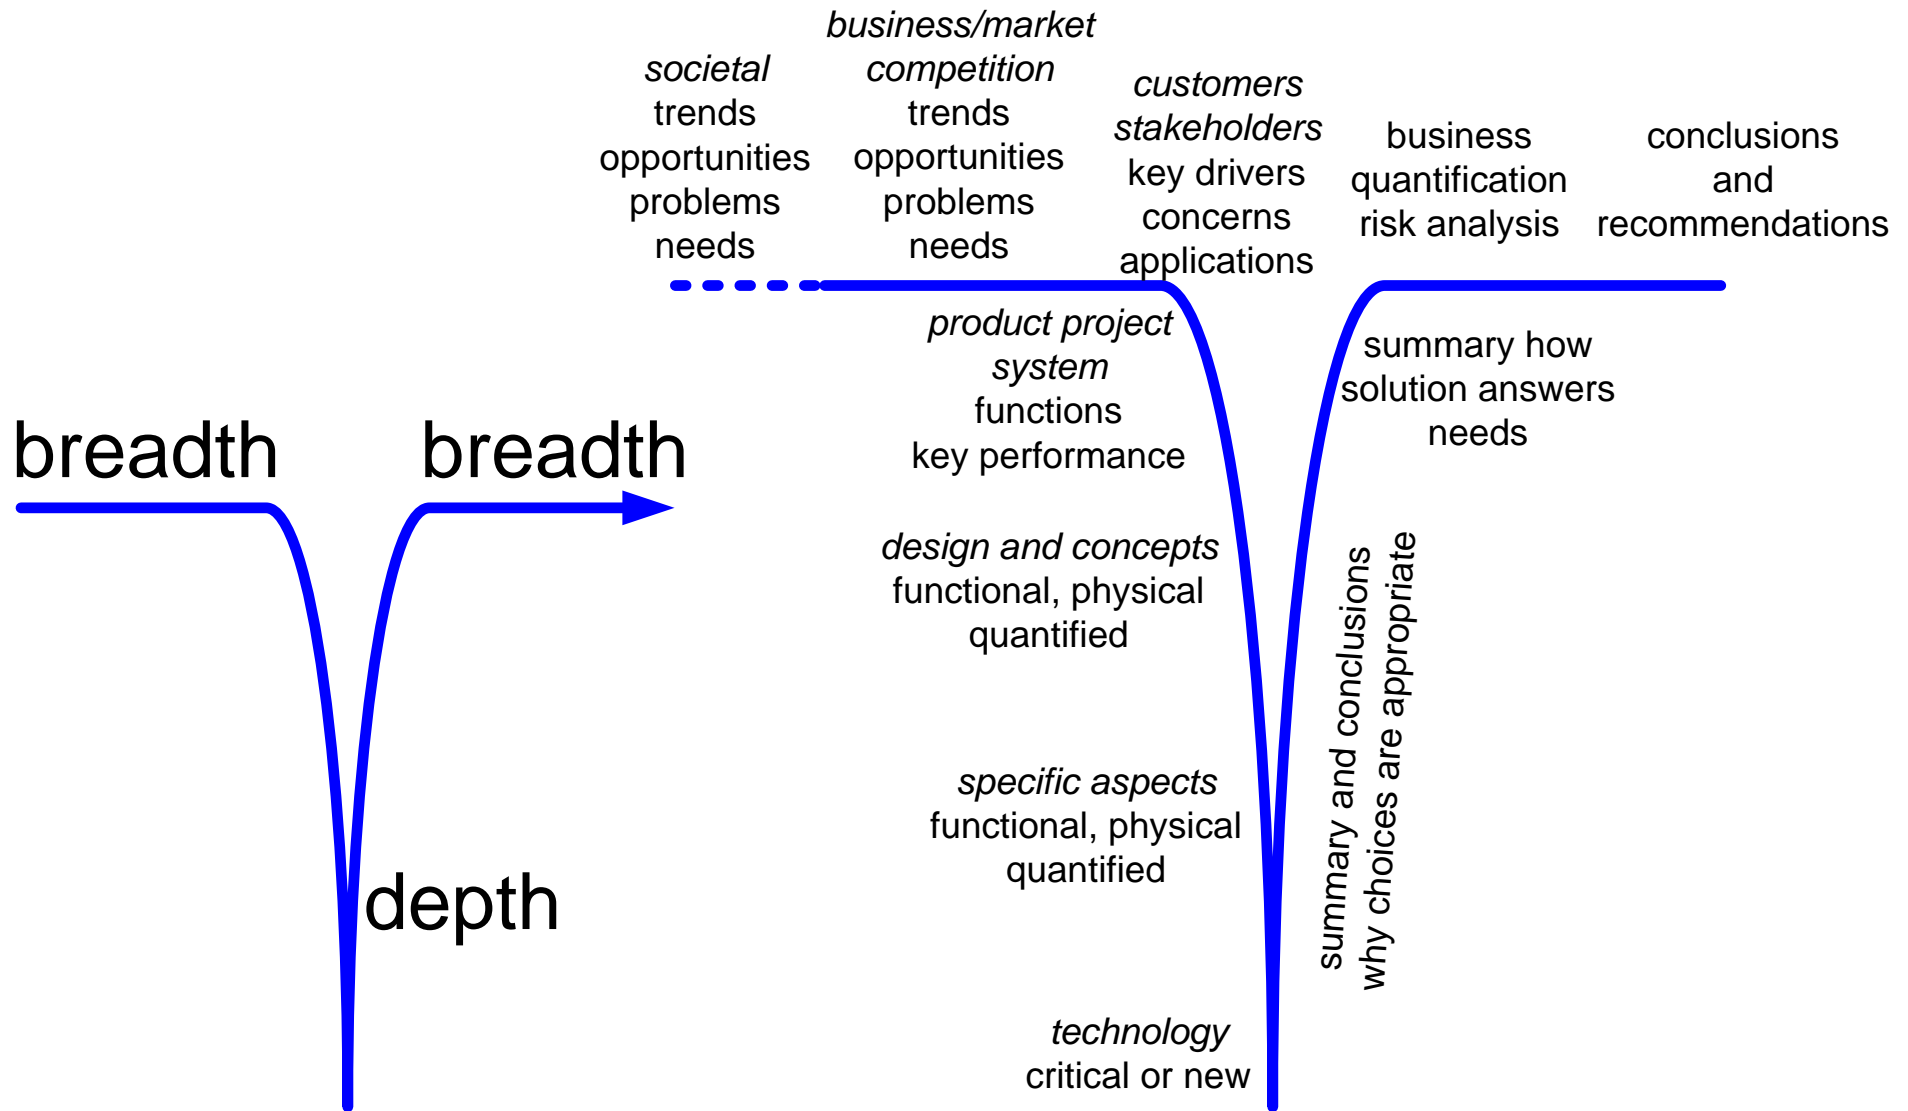 breadth
breadth
depth
societal
trends
opportunities
problems
needs
business/market
competition
trends
opportunities
problems
needs
customers
stakeholders
key drivers
concerns
applications
business
quantification
risk analysis
conclusions
and
recommendations
product project
system
functions
key performance
design and concepts
functional, physical
quantified
specific aspects
functional, physical
quantified
technology
critical or new
summary and conclusions
why choices are appropriate
summary how
solution answers
needs